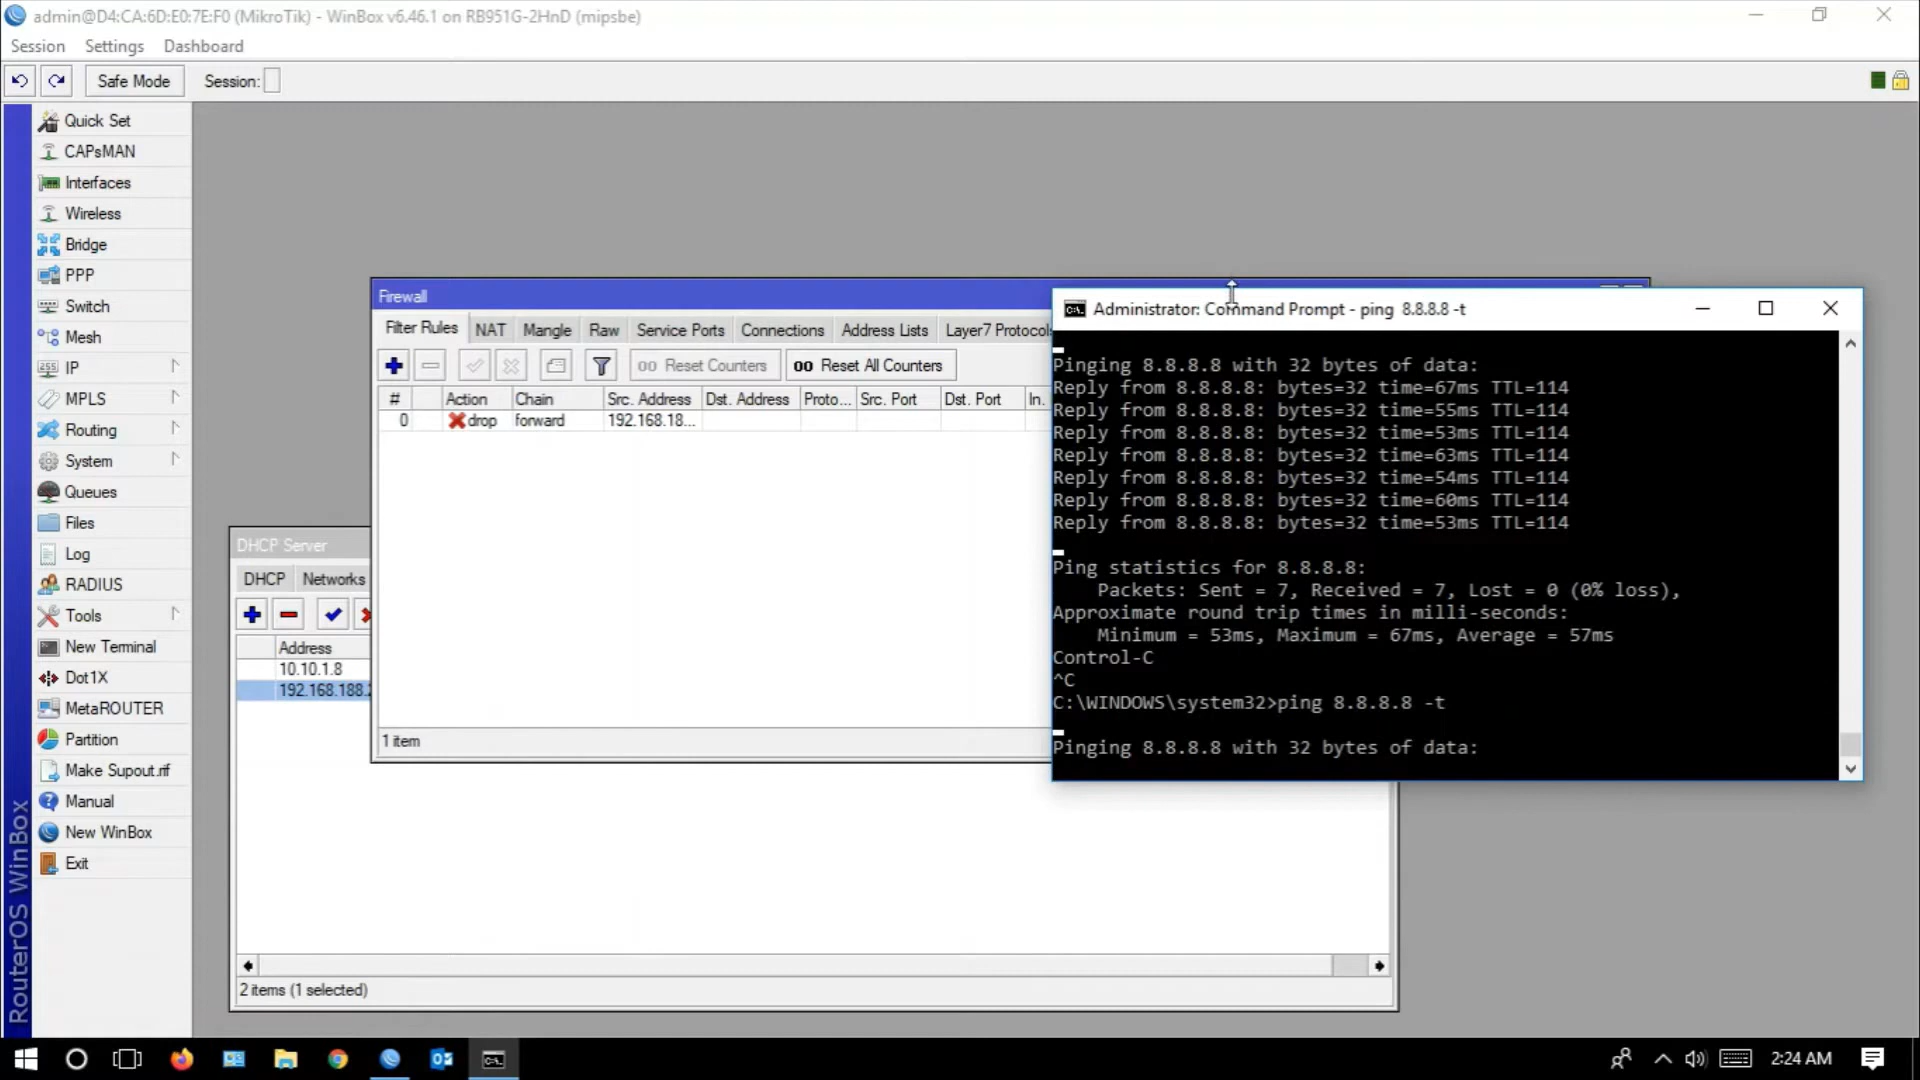 admin@D4:CA:6D:E0:7E:F0 (MikroTik) - WinBox v6.46.1 on RB951G-2HnD (mipsbe)
Session Settings Dashboard
Safe Mode Session:
Quick Set
CAPsMAN
Interfaces
Wireless
Bridge
PPP
Switch
Mesh
IP
MPLS
Routing
System
Queues
Files
Log
RADIUS
Tools
New Terminal
Dot1X
MetaROUTER
Partition
Make Supout.rif
Manual
New WinBox
Exit
RouterOS WinBox
Firewall
Filter Rules NAT Mangle Raw Service Ports Connections Address Lists Layer7 Protocols
00 Reset Counters 00 Reset All Counters
# Action Chain Src. Address Dst. Address Proto... Src. Port Dst. Port In.
0 drop forward 192.168.18...
1 item
DHCP Server
DHCP Networks
Address
10.10.1.8
192.168.188.2
2 items (1 selected)
Administrator: Command Prompt - ping 8.8.8.8 -t
Pinging 8.8.8.8 with 32 bytes of data:
Reply from 8.8.8.8: bytes=32 time=67ms TTL=114
Reply from 8.8.8.8: bytes=32 time=55ms TTL=114
Reply from 8.8.8.8: bytes=32 time=53ms TTL=114
Reply from 8.8.8.8: bytes=32 time=63ms TTL=114
Reply from 8.8.8.8: bytes=32 time=54ms TTL=114
Reply from 8.8.8.8: bytes=32 time=60ms TTL=114
Reply from 8.8.8.8: bytes=32 time=53ms TTL=114
Ping statistics for 8.8.8.8:
Packets: Sent = 7, Received = 7, Lost = 0 (0% loss),
Approximate round trip times in milli-seconds:
Minimum = 53ms, Maximum = 67ms, Average = 57ms
Control-C
^C
C:\WINDOWS\system32>ping 8.8.8.8 -t
Pinging 8.8.8.8 with 32 bytes of data:
2:24 AM